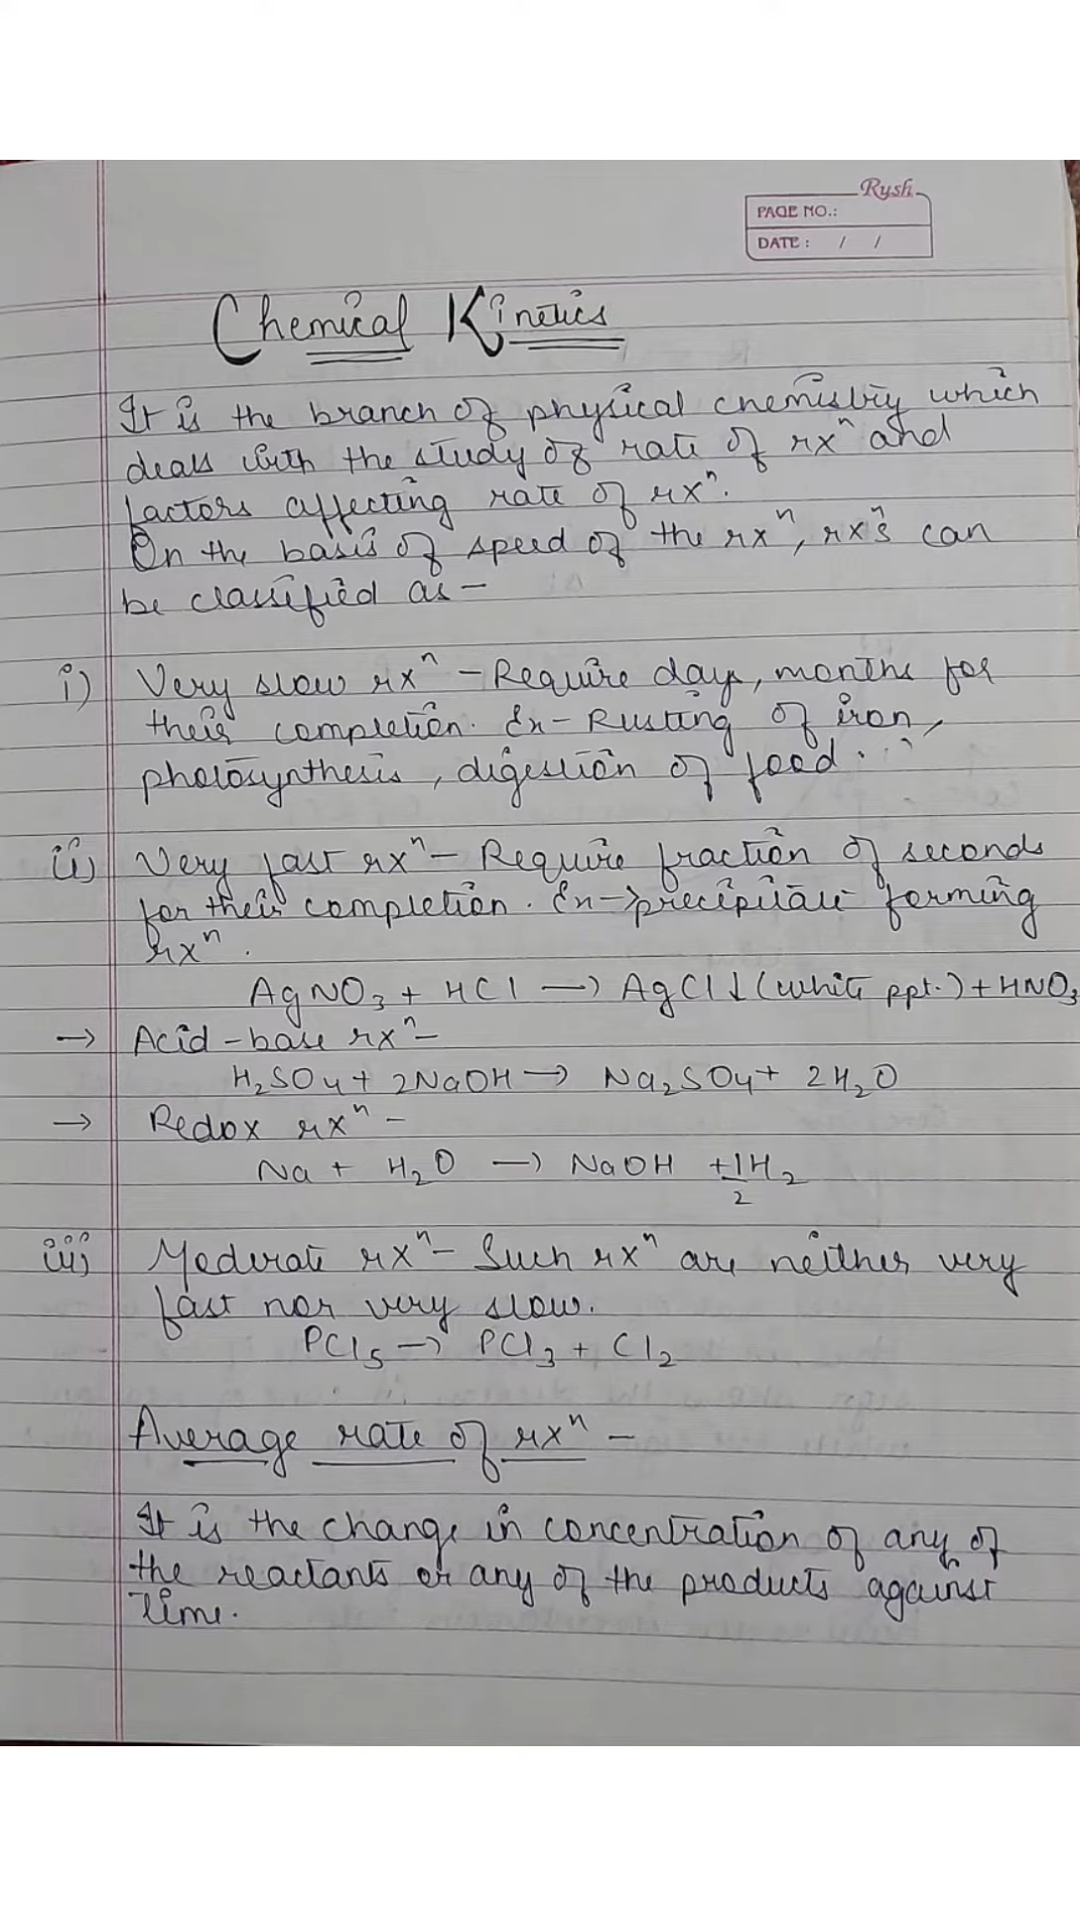 Rysh
PAGE NO.:
DATE : / /
Chemical Kinetics
It is the branch of physical chemistry which
deals with the study of rate of rxⁿ and
factors affecting rate of rxⁿ.
On the basis of speed of the rxⁿ, rxⁿs can
be classified as –
i) Very slow rxⁿ – Require days, months for
their completion. Ex – Rusting of iron,
photosynthesis, digestion of food.
ii) Very fast rxⁿ – Require fraction of seconds
for their completion. Ex → precipitate forming
rxⁿ.
AgNO₃ + HCl → AgCl↓ (white ppt.) + HNO₃
→ Acid-base rxⁿ –
H₂SO₄ + 2NaOH → Na₂SO₄ + 2H₂O
→ Redox rxⁿ –
Na + H₂O → NaOH + 1/2 H₂
iii) Moderate rxⁿ – Such rxⁿ are neither very
fast nor very slow.
PCl₅ → PCl₃ + Cl₂
Average rate of rxⁿ –
It is the change in concentration of any of
the reactants or any of the products against
time.